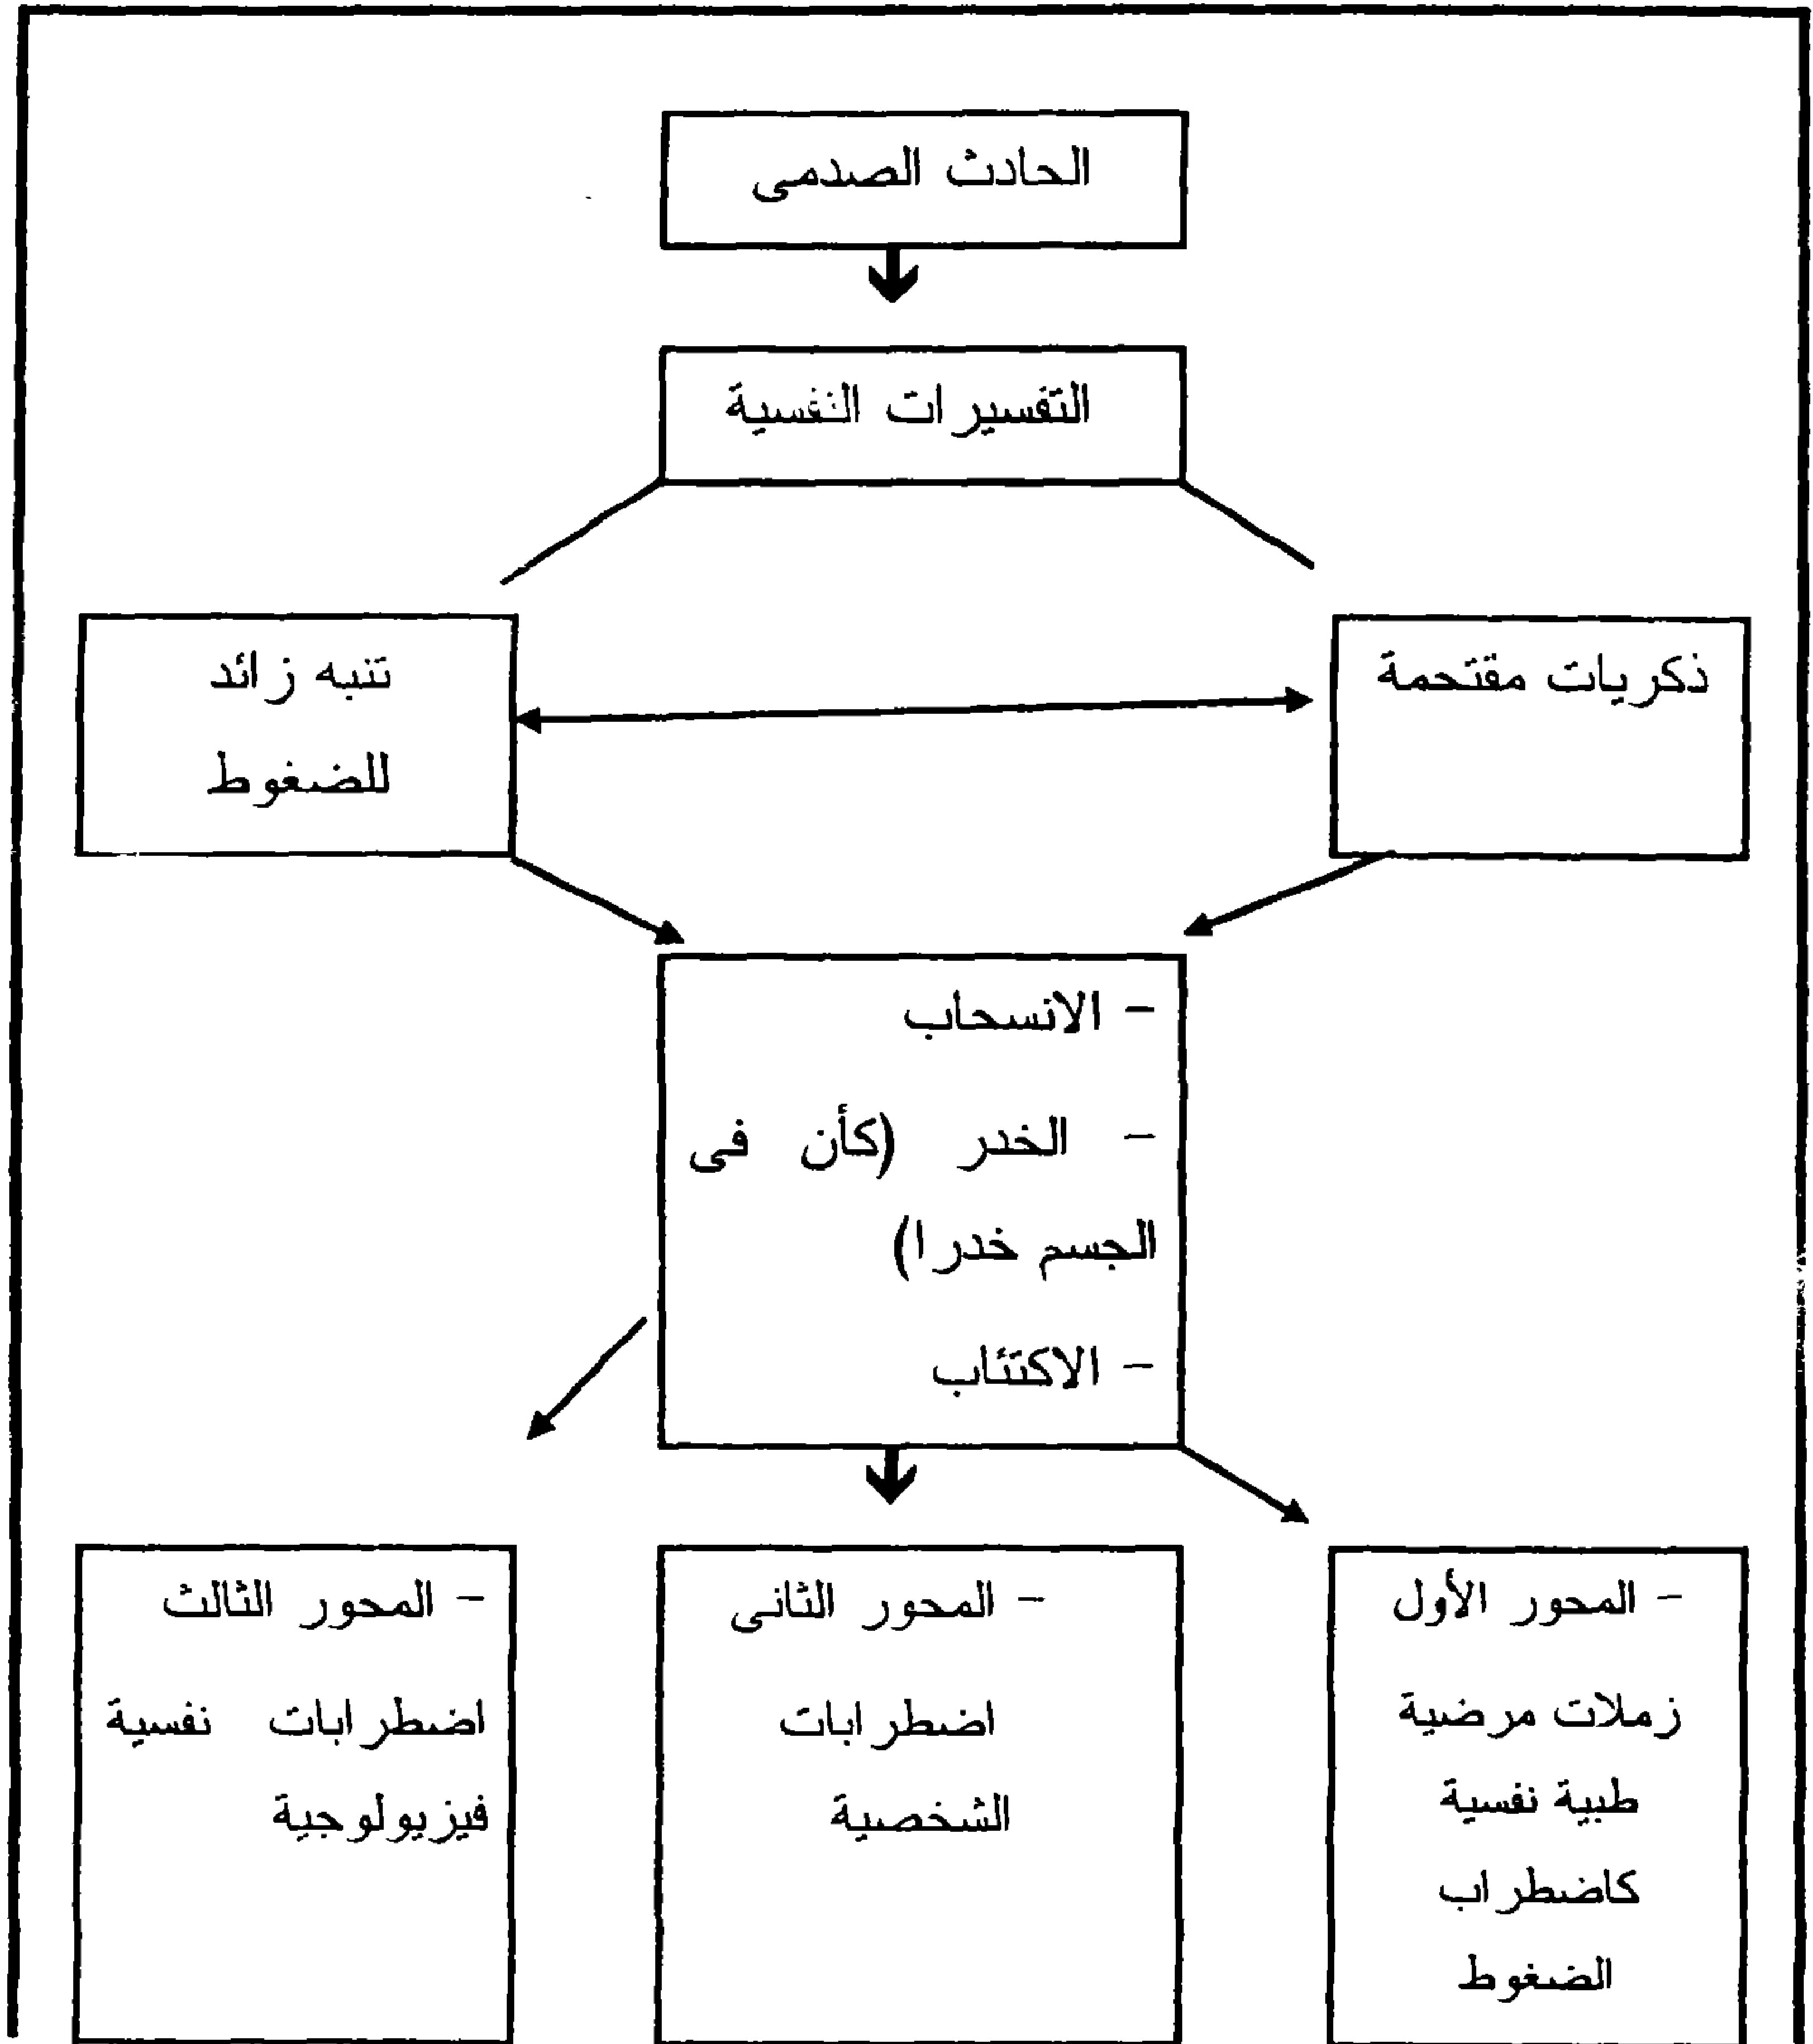 الحادث الصدمى
التفسيرات النفسية
ذكريات مقتحمة
تنبه زائد
للضغوط
- الانسحاب
- الخدر (كأن فى
الجسم خدرا)
- الاكتئاب
- المحور الأول
زملات مرضية
طبية نفسية
كاضطراب
الضغوط
- المحور الثانى
اضطرابات
الشخصية
- المحور الثالث
اضطرابات نفسية
فيزيولوجية